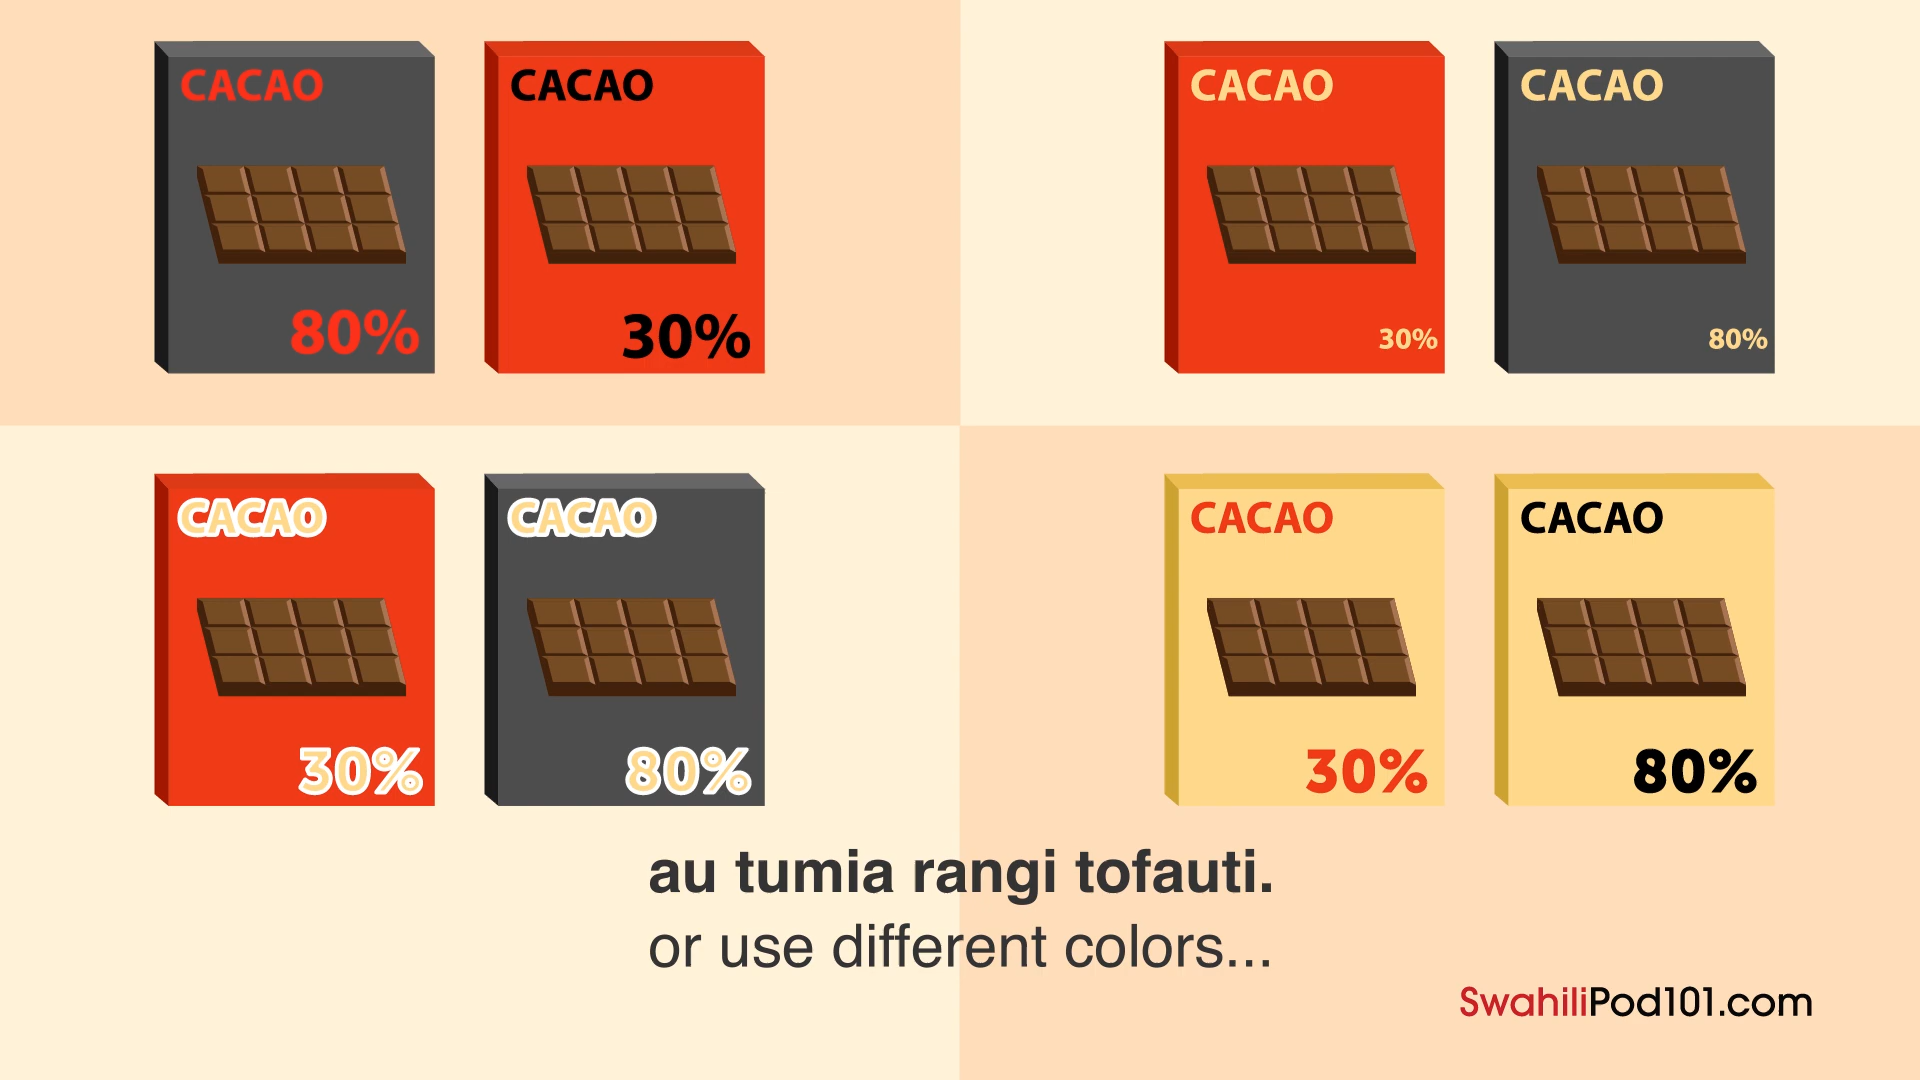 CACAO
80%
CACAO
30%
CACAO
30%
CACAO
80%
CACAO
30%
CACAO
80%
CACAO
30%
CACAO
80%
au tumia rangi tofauti.
or use different colors...
SwahiliPod101.com